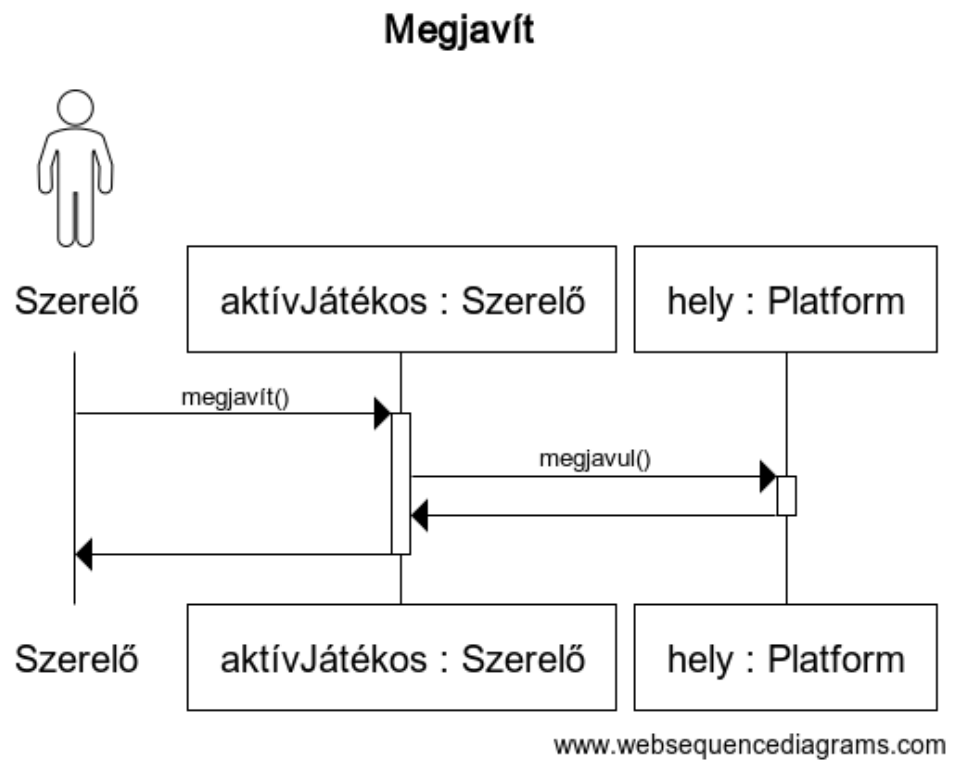 Megjavít
Szerelő
aktívJátékos : Szerelő
hely : Platform
megjavít()
megjavul()
Szerelő
aktívJátékos : Szerelő
hely : Platform
www.websequencediagrams.com